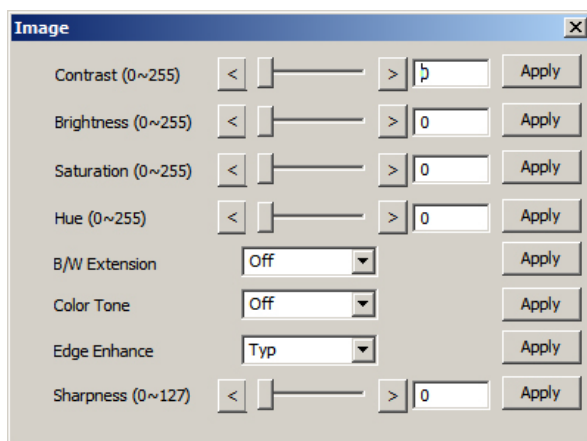 Image
Contrast (0~255) < > 0 Apply
Brightness (0~255) < > 0 Apply
Saturation (0~255) < > 0 Apply
Hue (0~255) < > 0 Apply
B/W Extension Off Apply
Color Tone Off Apply
Edge Enhance Typ Apply
Sharpness (0~127) < > 0 Apply